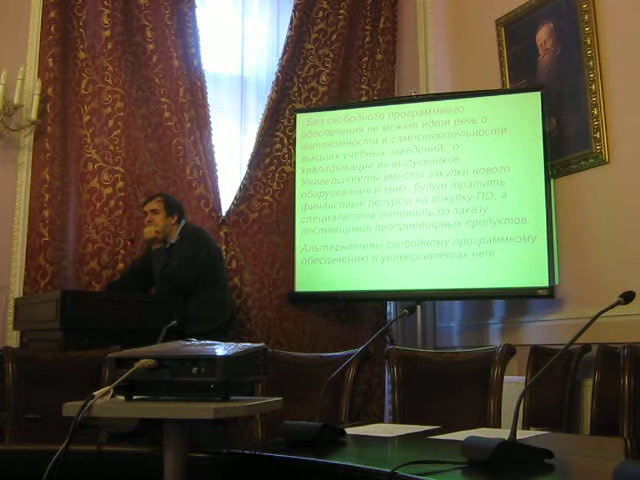 Без свободного программного
обеспечения не может идти речь о
автономности и самостоятельности
высших учебных заведений, о
квалификации их выпускников.
Университеты вместо закупки нового
оборудования и книг, будут тратить
финансовые ресурсы на покупку ПО, а
специалистов готовить по заказу
поставщиков проприетарных продуктов.
Альтернативы свободному программному
обеспечению в университетах нет